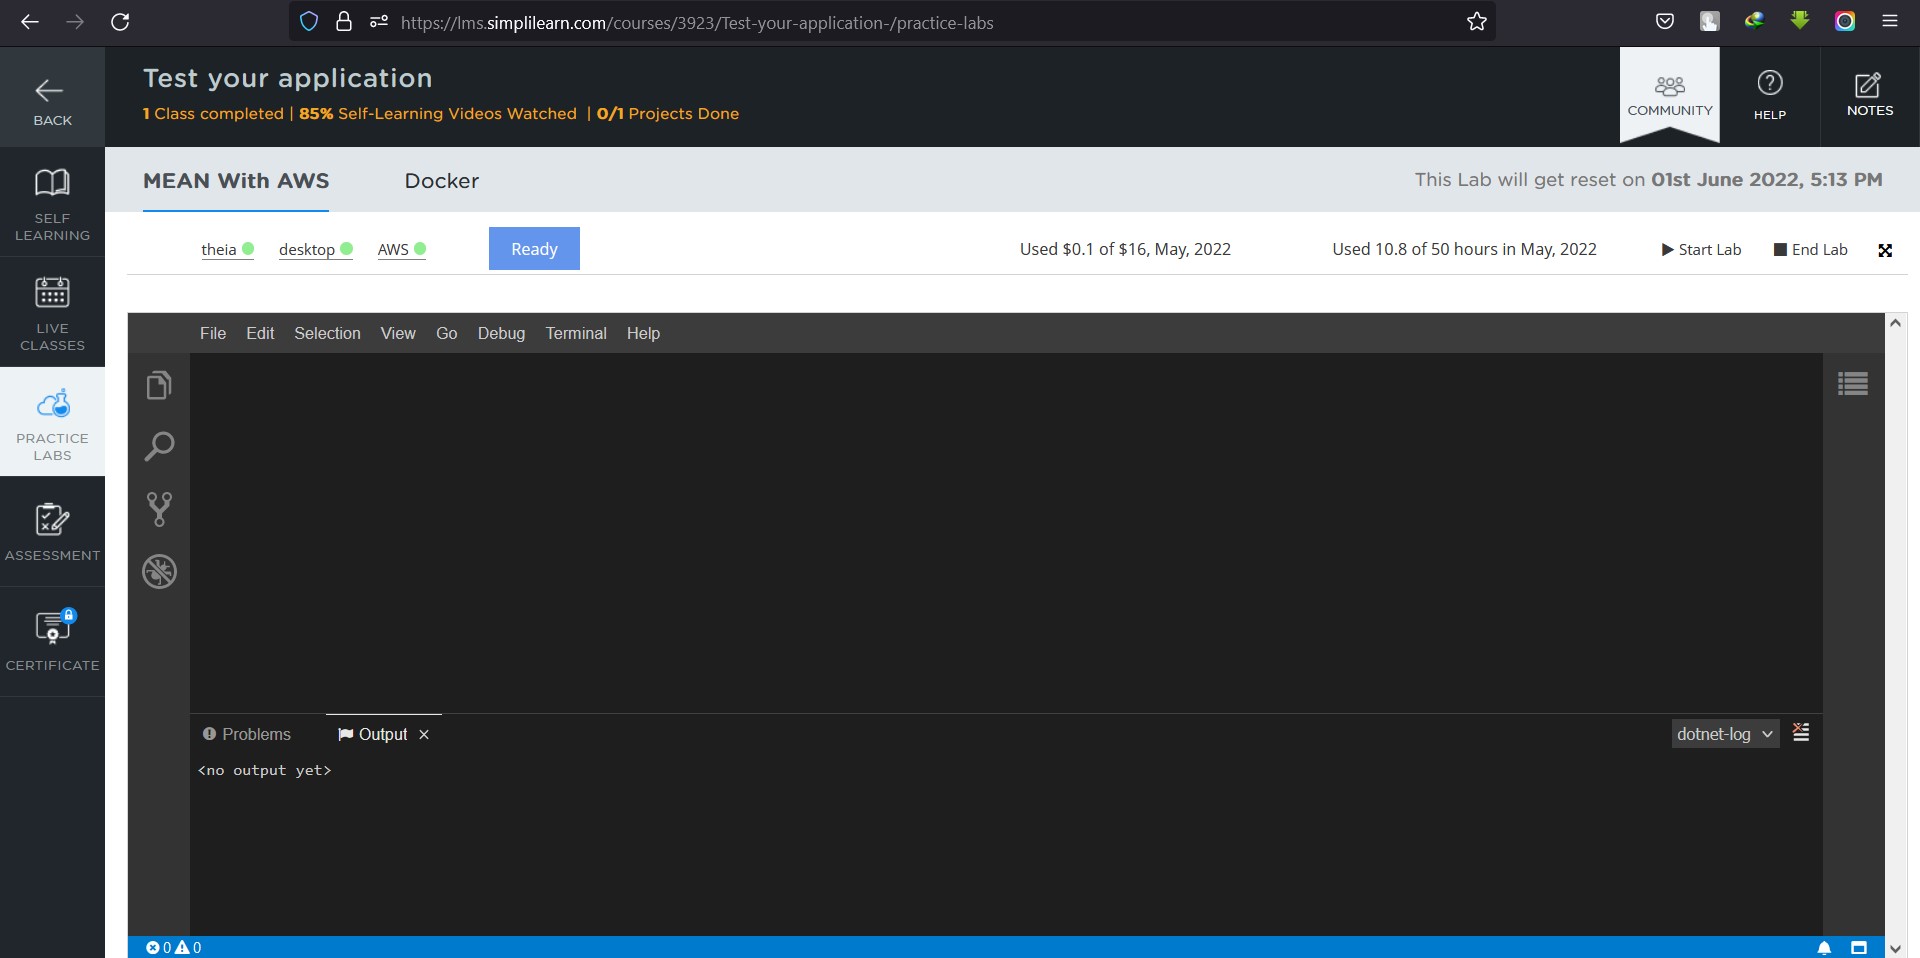 https://lms.simplilearn.com/courses/3923/Test-your-application-/practice-labs
BACK
Test your application
1 Class completed | 85% Self-Learning Videos Watched | 0/1 Projects Done
COMMUNITY
HELP
NOTES
SELF
LEARNING
LIVE
CLASSES
PRACTICE
LABS
ASSESSMENT
CERTIFICATE
MEAN With AWS Docker This Lab will get reset on 01st June 2022, 5:13 PM
theia desktop AWS Ready Used $0.1 of $16, May, 2022 Used 10.8 of 50 hours in May, 2022 Start Lab End Lab
File Edit Selection View Go Debug Terminal Help
Problems Output × dotnet-log
<no output yet>
0 0